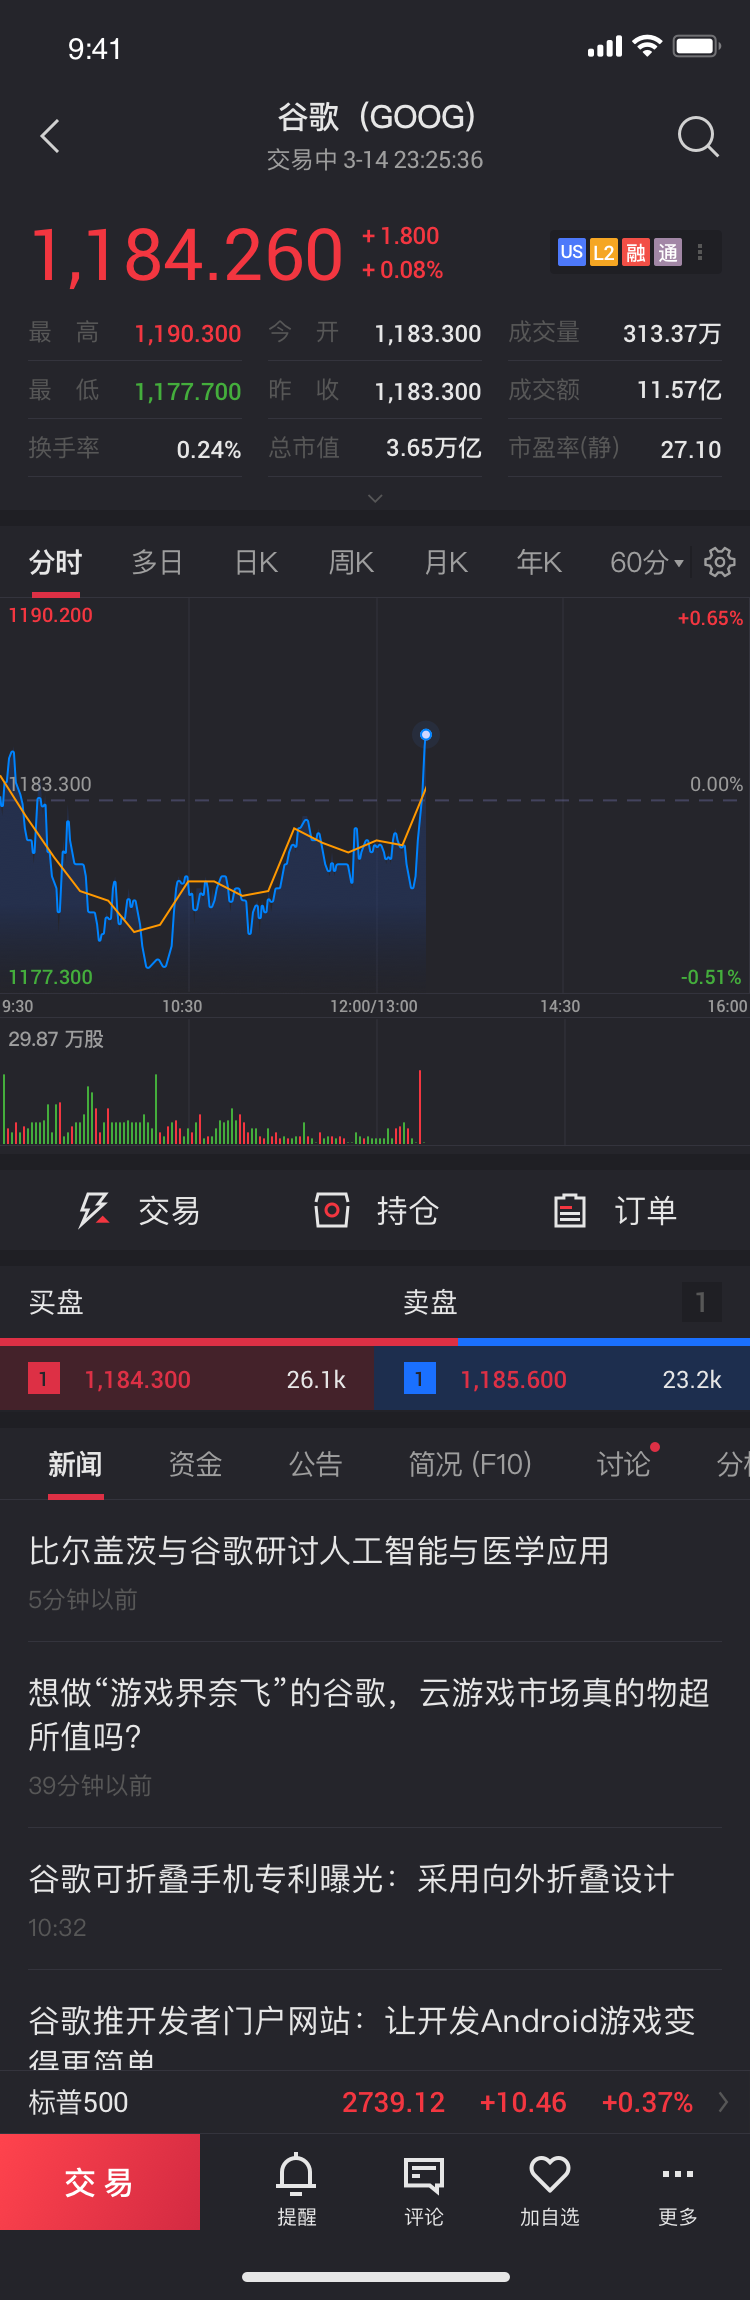 9:41
谷歌（GOOG）
交易中 3-14 23:25:36
1,184.260
+ 1.800
+ 0.08%
US L2 融 通
最 高 1,190.300 今 开 1,183.300 成交量 313.37万
最 低 1,177.700 昨 收 1,183.300 成交额 11.57亿
换手率 0.24% 总市值 3.65万亿 市盈率(静) 27.10
分时 多日 日K 周K 月K 年K 60分
1190.200 +0.65%
1183.300 0.00%
1177.300 -0.51%
9:30 10:30 12:00/13:00 14:30 16:00
29.87 万股
交易 持仓 订单
买盘 卖盘 1
1 1,184.300 26.1k 1 1,185.600 23.2k
新闻 资金 公告 简况 (F10) 讨论 分析
比尔盖茨与谷歌研讨人工智能与医学应用
5分钟以前
想做“游戏界奈飞”的谷歌，云游戏市场真的物超
所值吗？
39分钟以前
谷歌可折叠手机专利曝光：采用向外折叠设计
10:32
谷歌推开发者门户网站：让开发Android游戏变
得更简单
标普500 2739.12 +10.46 +0.37%
交易 提醒 评论 加自选 更多